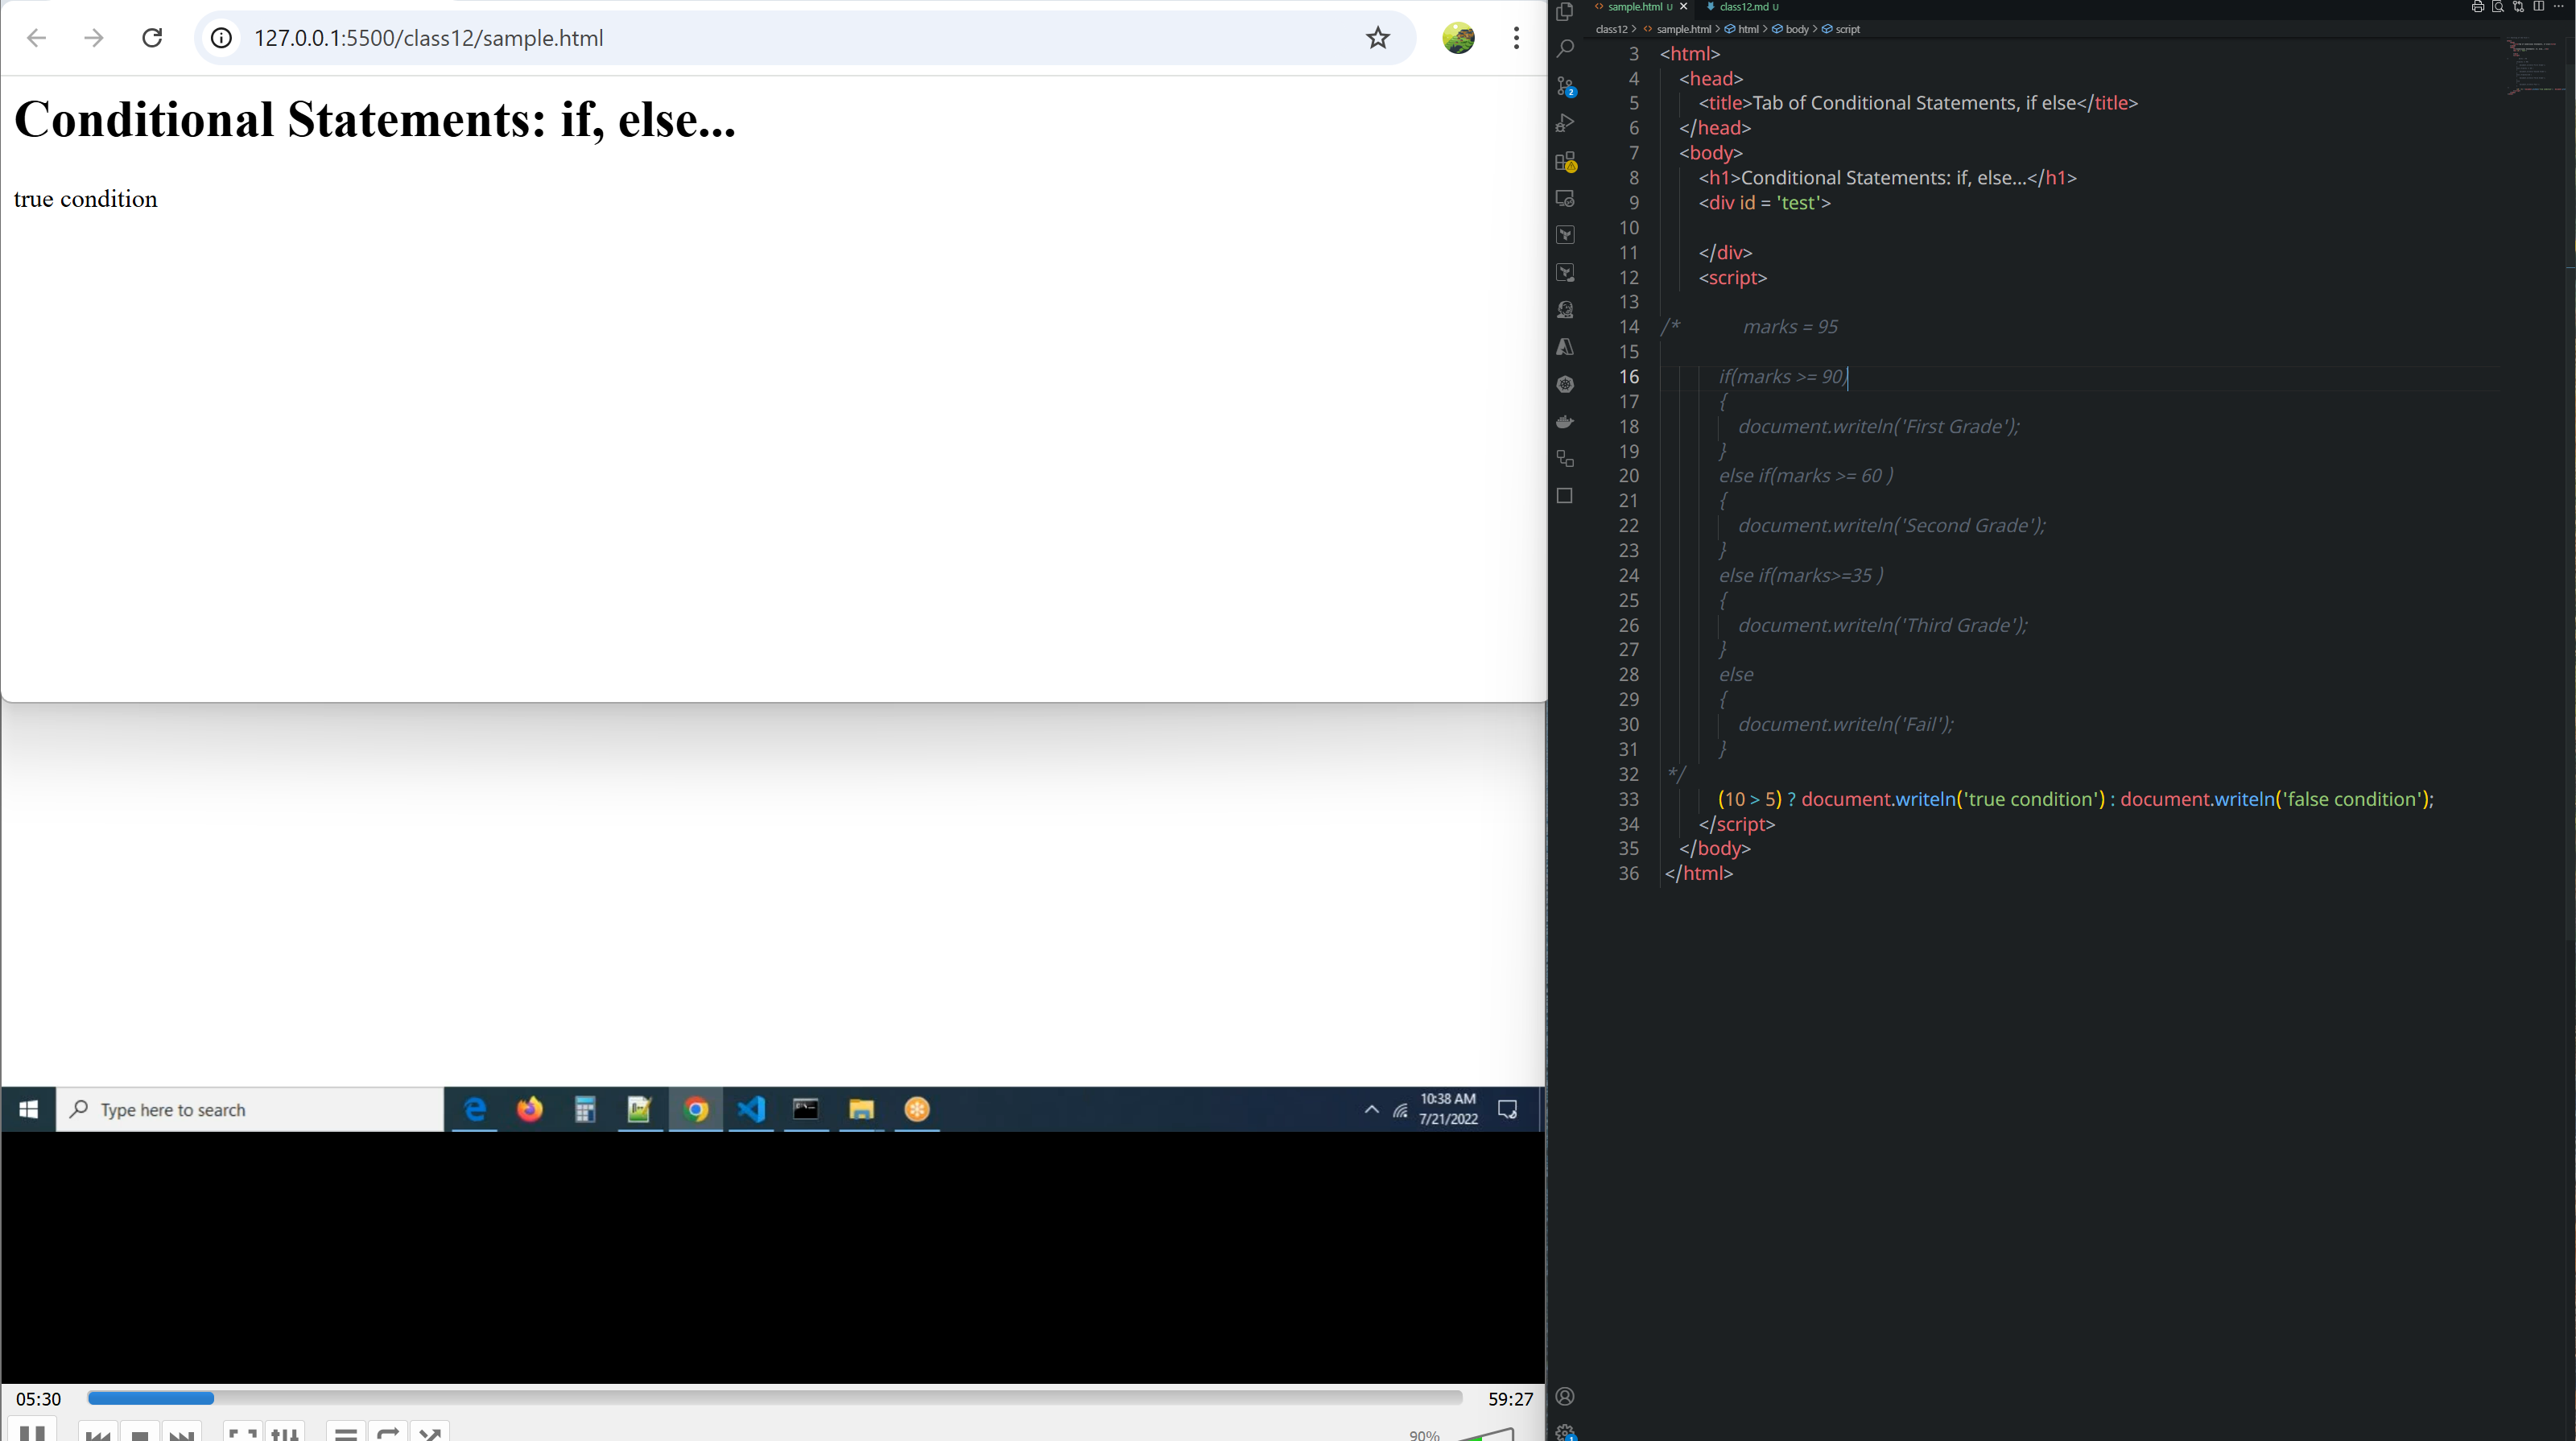 127.0.0.1:5500/class12/sample.html
Conditional Statements: if, else...
true condition
Type here to search
10:38 AM
7/21/2022
05:30
59:27
90%
sample.html U
class12.md U
class12 > sample.html > html > body > script
3 <html>
4 <head>
5 <title>Tab of Conditional Statements, if else</title>
6 </head>
7 <body>
8 <h1>Conditional Statements: if, else...</h1>
9 <div id = 'test'>
10
11 </div>
12 <script>
13
14 /* marks = 95
15
16 if(marks >= 90)
17 {
18 document.writeln('First Grade');
19 }
20 else if(marks >= 60 )
21 {
22 document.writeln('Second Grade');
23 }
24 else if(marks>=35 )
25 {
26 document.writeln('Third Grade');
27 }
28 else
29 {
30 document.writeln('Fail');
31 }
32 */
33 (10 > 5) ? document.writeln('true condition') : document.writeln('false condition');
34 </script>
35 </body>
36 </html>
2
1